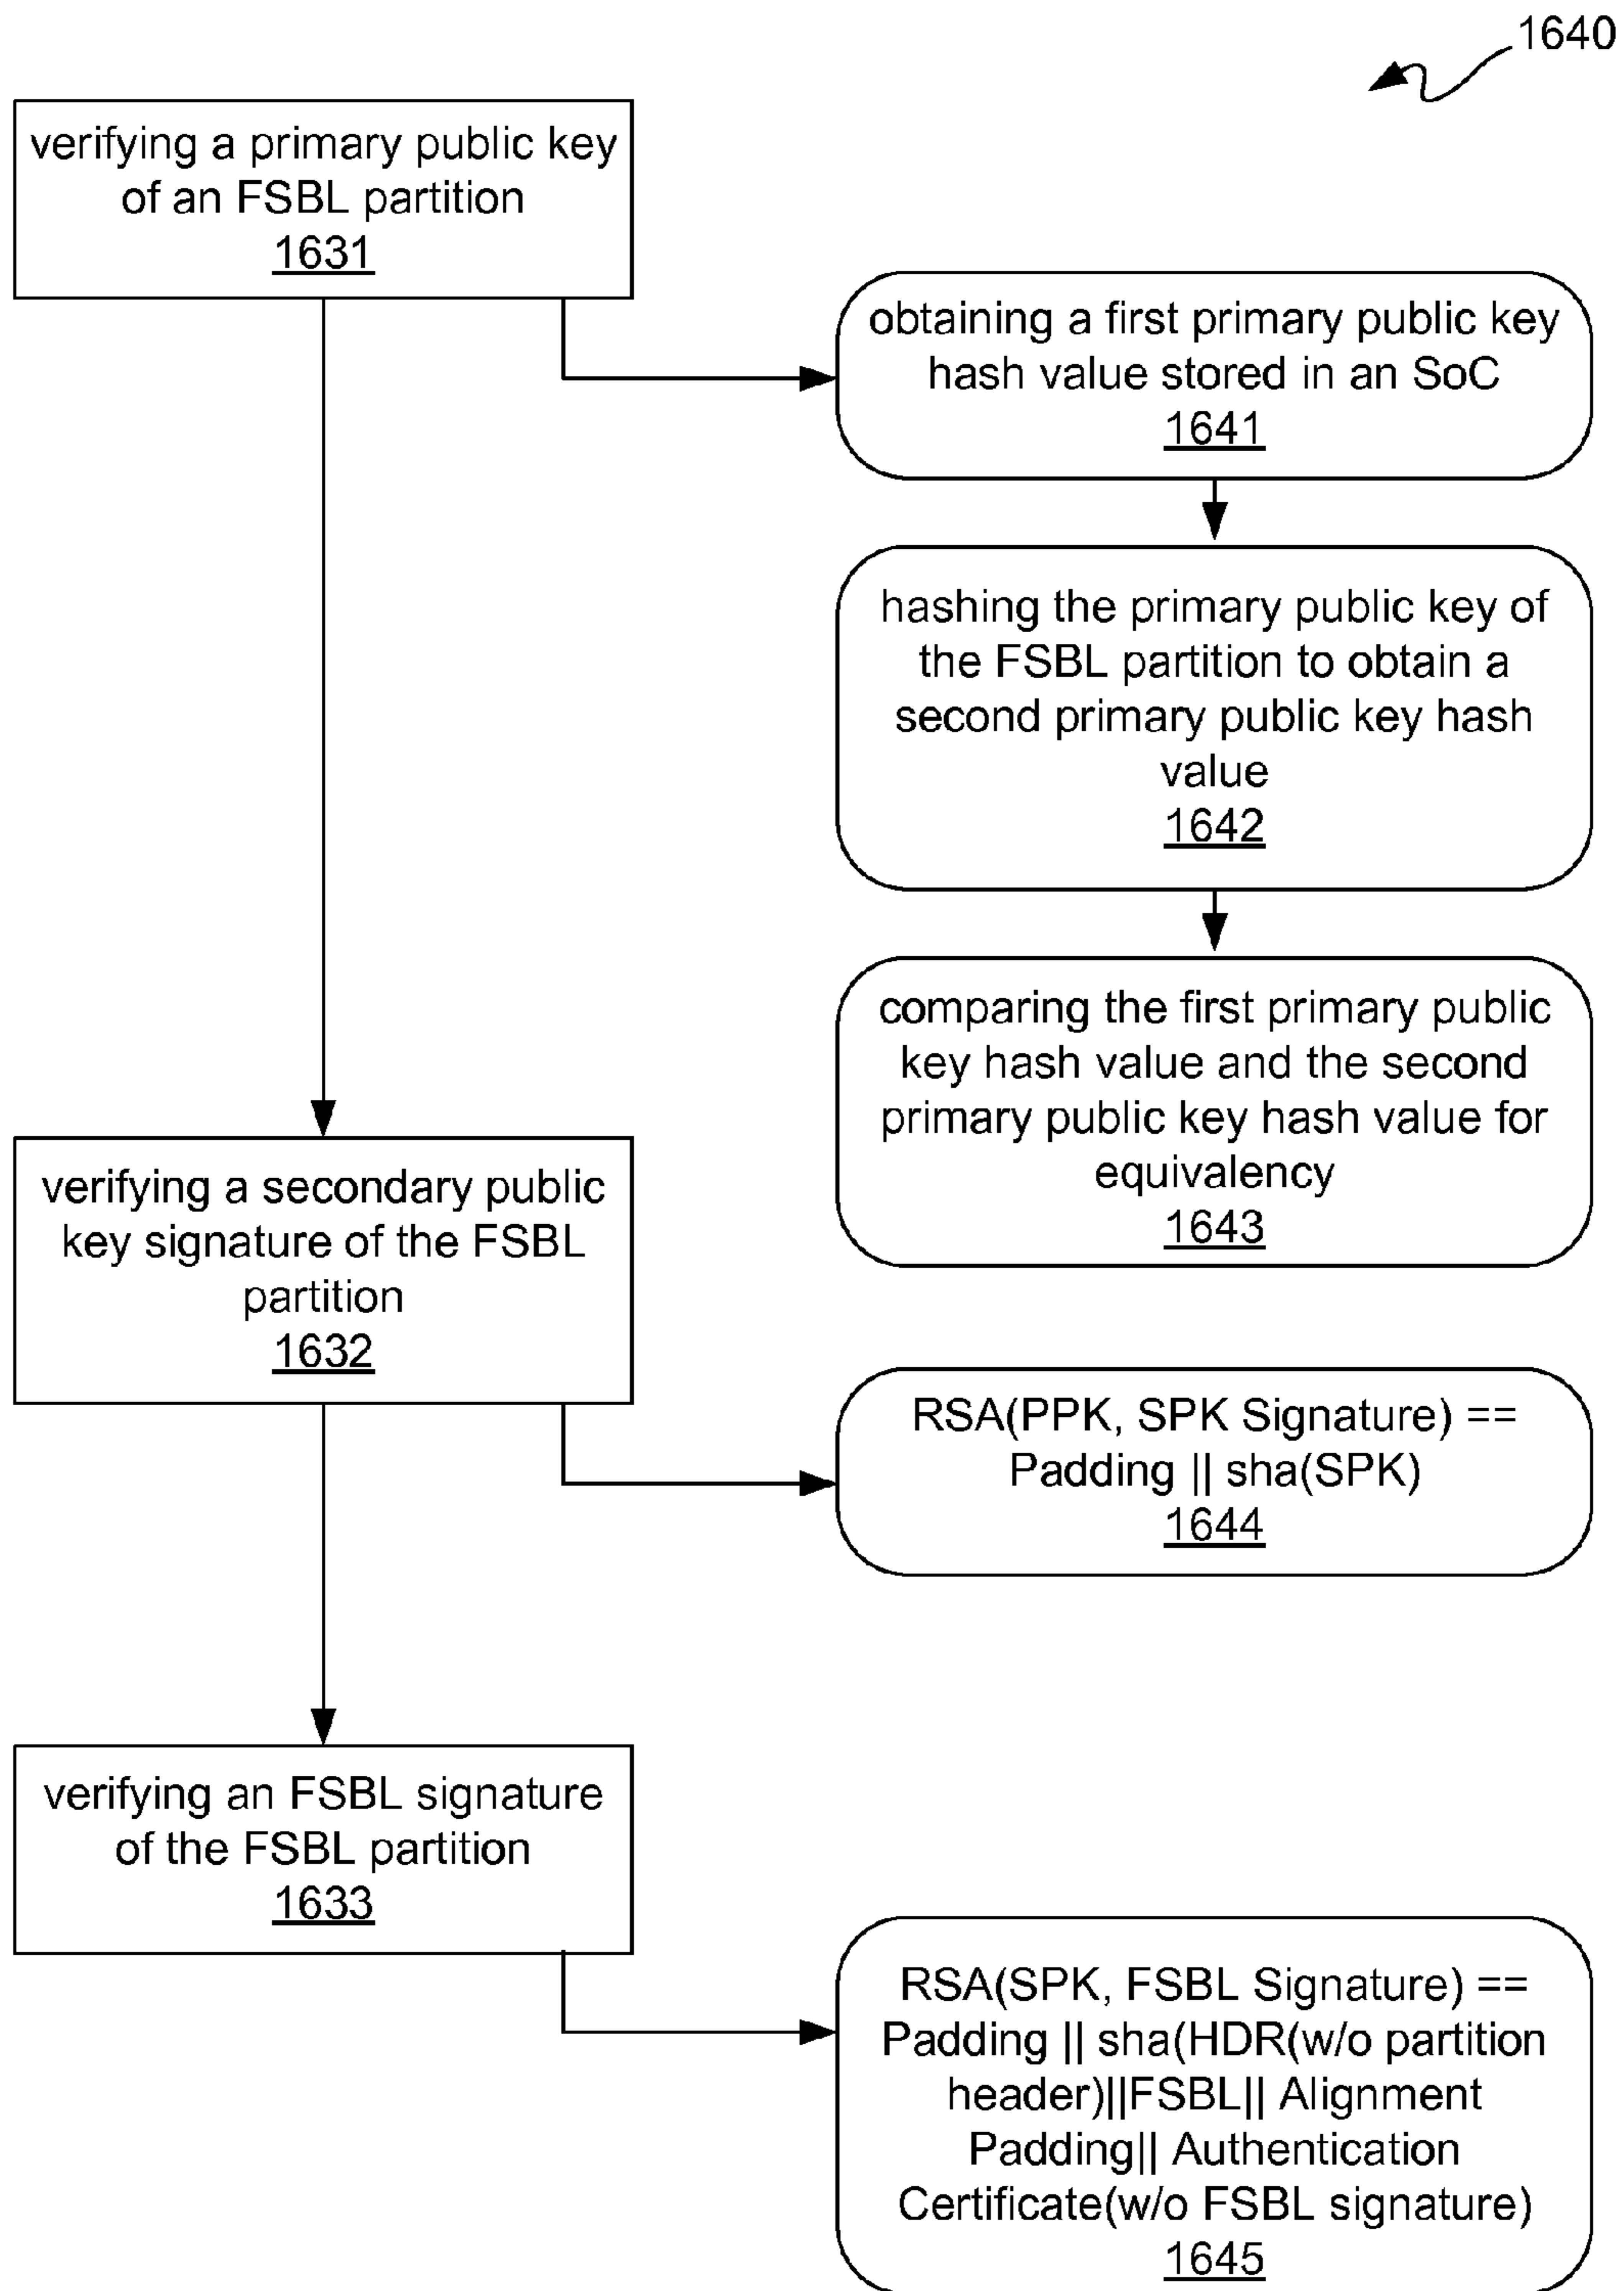 1640
verifying a primary public key
of an FSBL partition
1631
obtaining a first primary public key
hash value stored in an SoC
1641
hashing the primary public key of
the FSBL partition to obtain a
second primary public key hash
value
1642
comparing the first primary public
key hash value and the second
primary public key hash value for
equivalency
1643
verifying a secondary public
key signature of the FSBL
partition
1632
RSA(PPK, SPK Signature) ==
Padding || sha(SPK)
1644
verifying an FSBL signature
of the FSBL partition
1633
RSA(SPK, FSBL Signature) ==
Padding || sha(HDR(w/o partition
header)||FSBL|| Alignment
Padding|| Authentication
Certificate(w/o FSBL signature)
1645